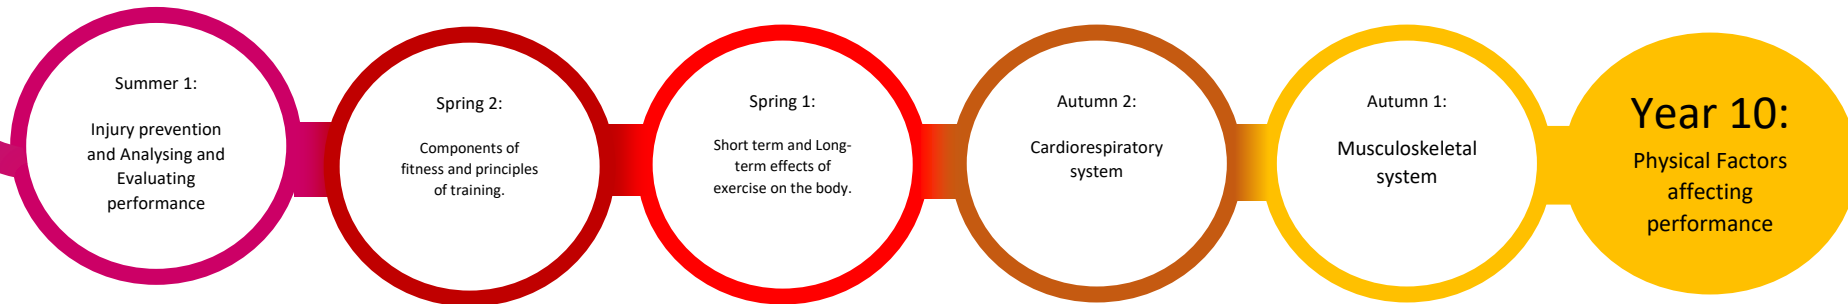 Summer 1:
Injury prevention
and Analysing and
Evaluating
performance
Spring 2:
Components of
fitness and principles
of training.
Spring 1:
Short term and Long-
term effects of
exercise on the body.
Autumn 2:
Cardiorespiratory
system
Autumn 1:
Musculoskeletal
system
Year 10:
Physical Factors
affecting
performance